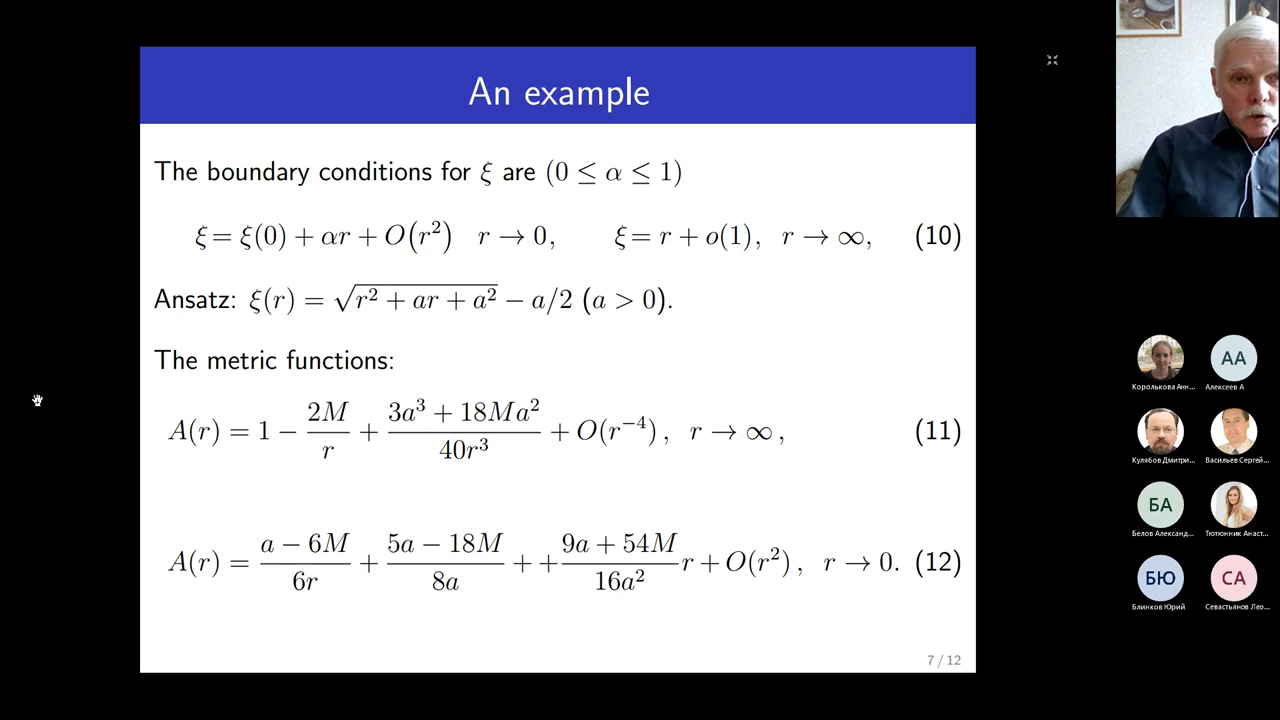 An example
The boundary conditions for ξ are (0 ≤ α ≤ 1)
ξ = ξ(0) + αr + O(r²) r → 0, ξ = r + o(1), r → ∞, (10)
Ansatz: ξ(r) = √(r² + ar + a²) − a/2 (a > 0).
The metric functions:
A(r) = 1 − 2M/r + (3a³ + 18Ma²)/40r³ + O(r⁻⁴), r → ∞, (11)
A(r) = (a − 6M)/6r + (5a − 18M)/8a + +(9a + 54M)/16a² r + O(r²), r → 0. (12)
7 / 12
АА
Королькова Анн...
Алексеев А
Кулябов Дмитри...
Васильев Сергей...
БА
Белов Александ...
Тютюнник Анаст...
БЮ
СА
Блинков Юрий
Севастьянов Лео...